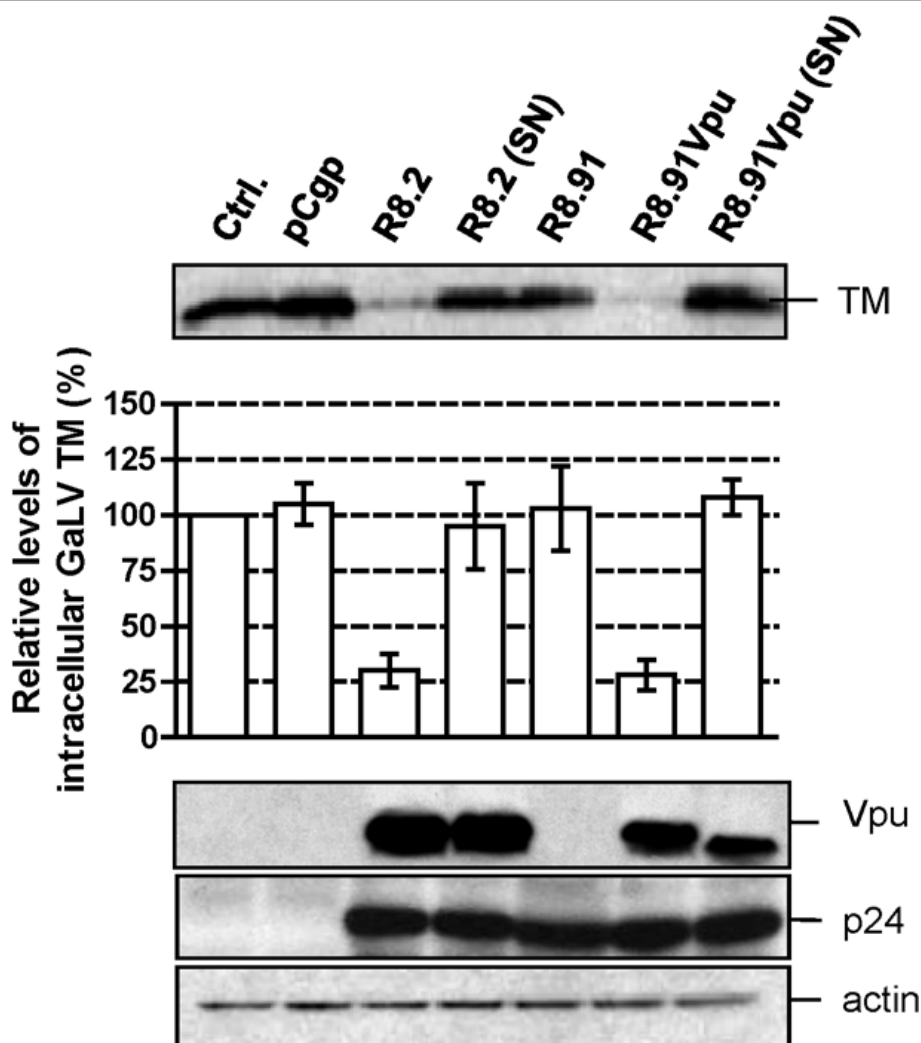 Ctrl.
pCgp
R8.2
R8.2 (SN)
R8.91
R8.91Vpu
R8.91Vpu (SN)
TM
Relative levels of
intracellular GaLV TM (%)
150
125
100
75
50
25
0
Vpu
p24
actin